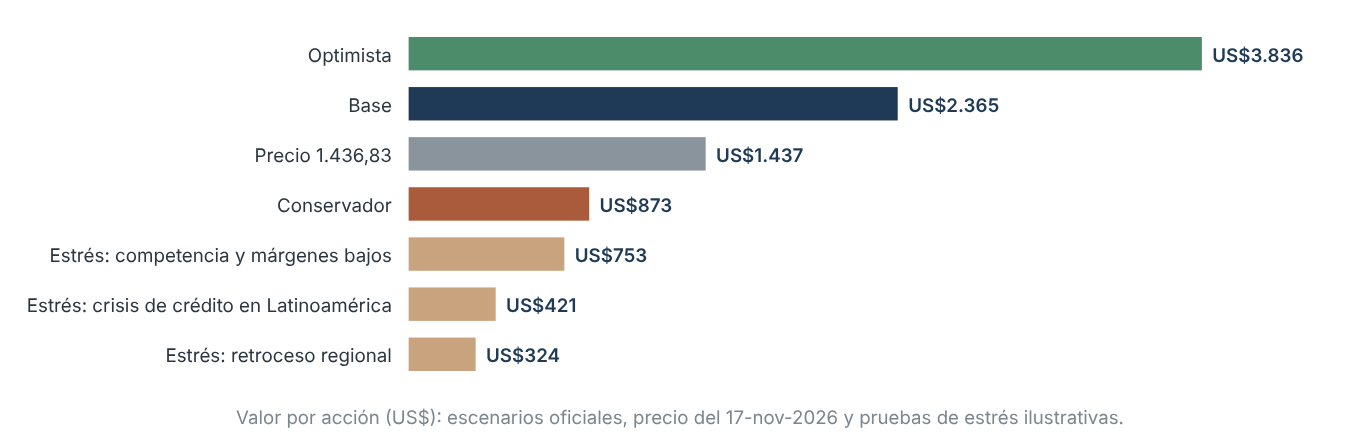 Optimista US$3.836
Base US$2.365
Precio 1.436,83 US$1.437
Conservador US$873
Estrés: competencia y márgenes bajos US$753
Estrés: crisis de crédito en Latinoamérica US$421
Estrés: retroceso regional US$324
Valor por acción (US$): escenarios oficiales, precio del 17-nov-2026 y pruebas de estrés ilustrativas.